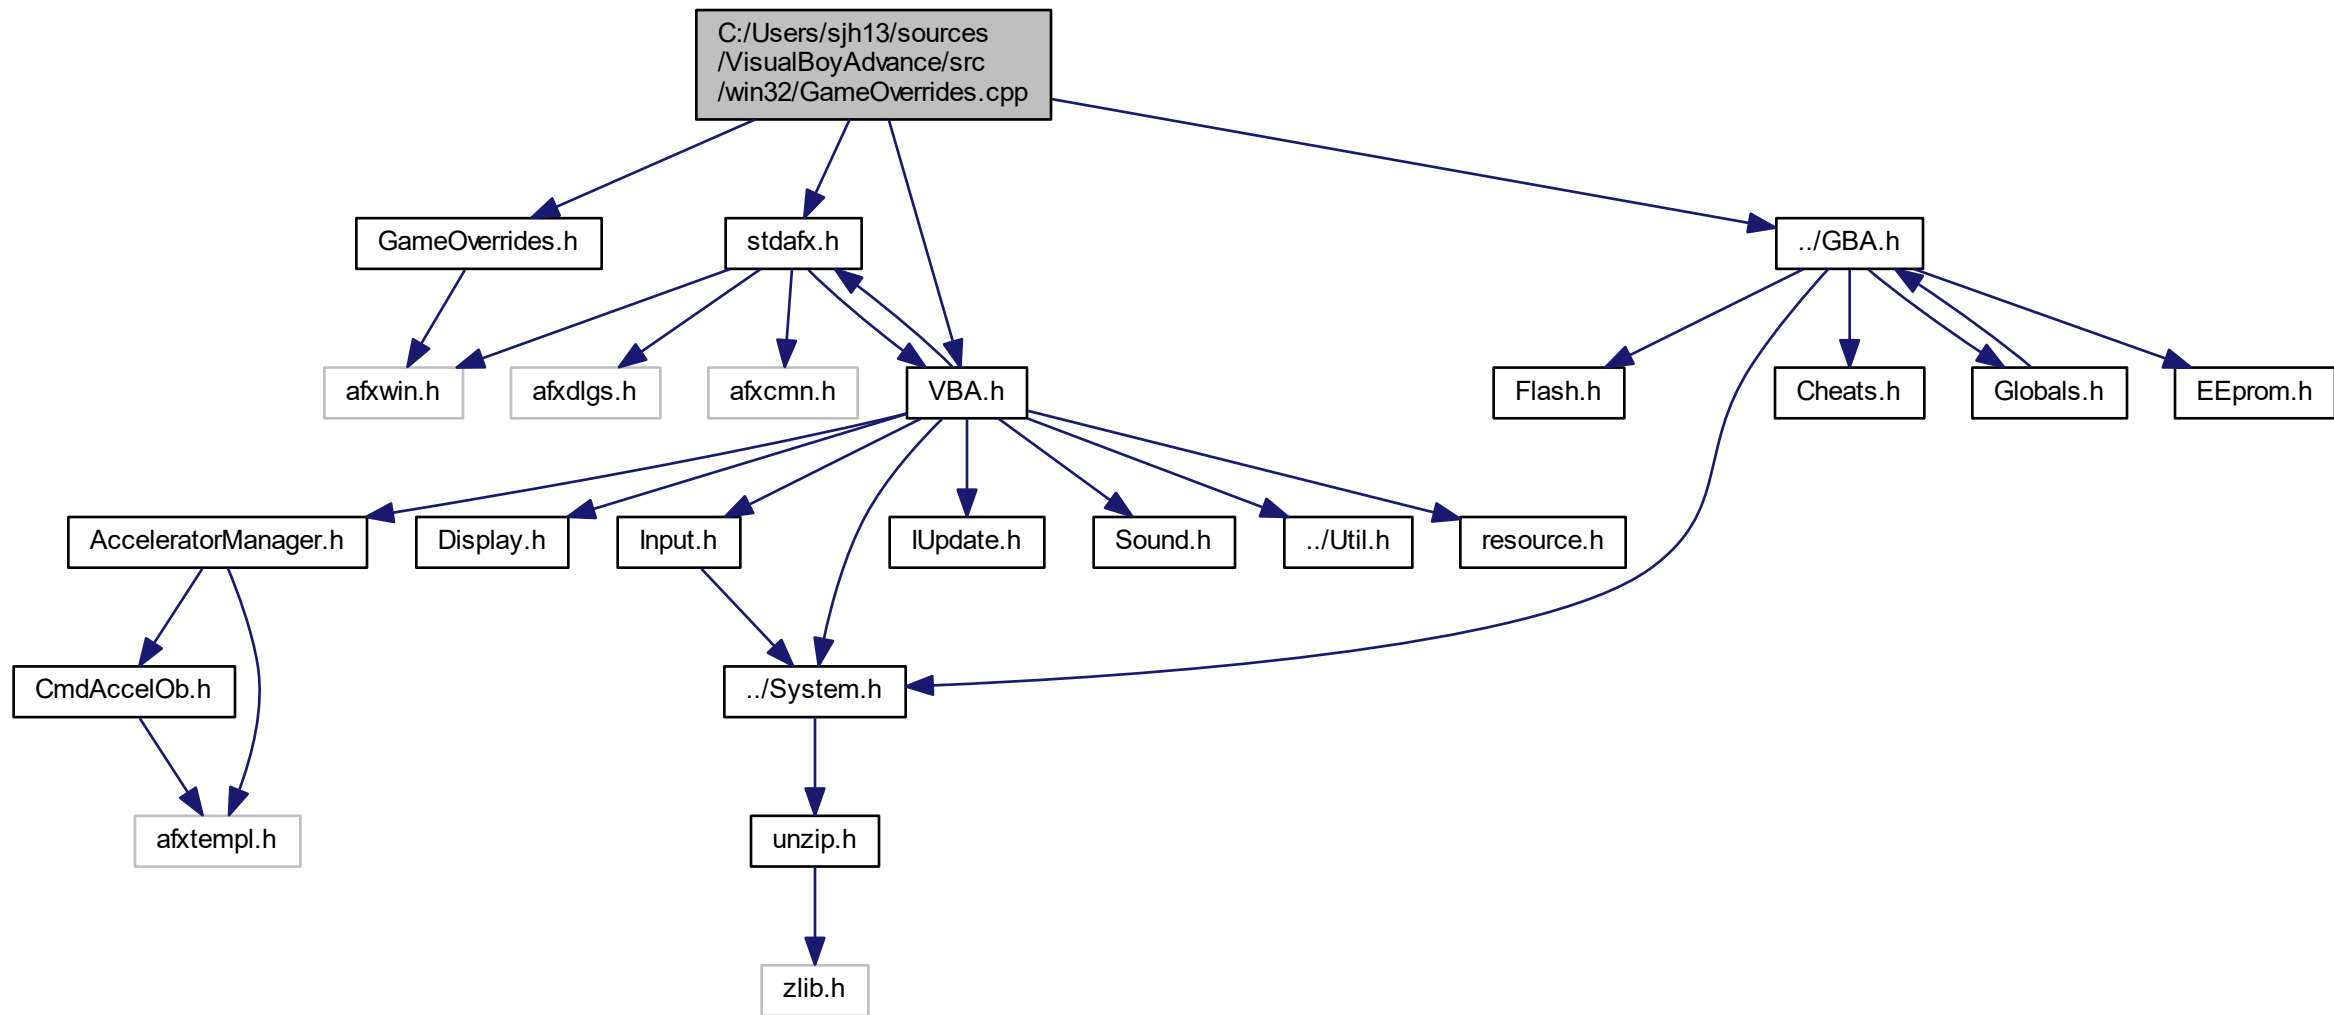 C:/Users/sjh13/sources
/VisualBoyAdvance/src
/win32/GameOverrides.cpp
GameOverrides.h
stdafx.h
../GBA.h
afxwin.h
afxdlgs.h
afxcmn.h
VBA.h
Flash.h
Cheats.h
Globals.h
EEprom.h
AcceleratorManager.h
Display.h
Input.h
IUpdate.h
Sound.h
../Util.h
resource.h
CmdAccelOb.h
../System.h
afxtempl.h
unzip.h
zlib.h